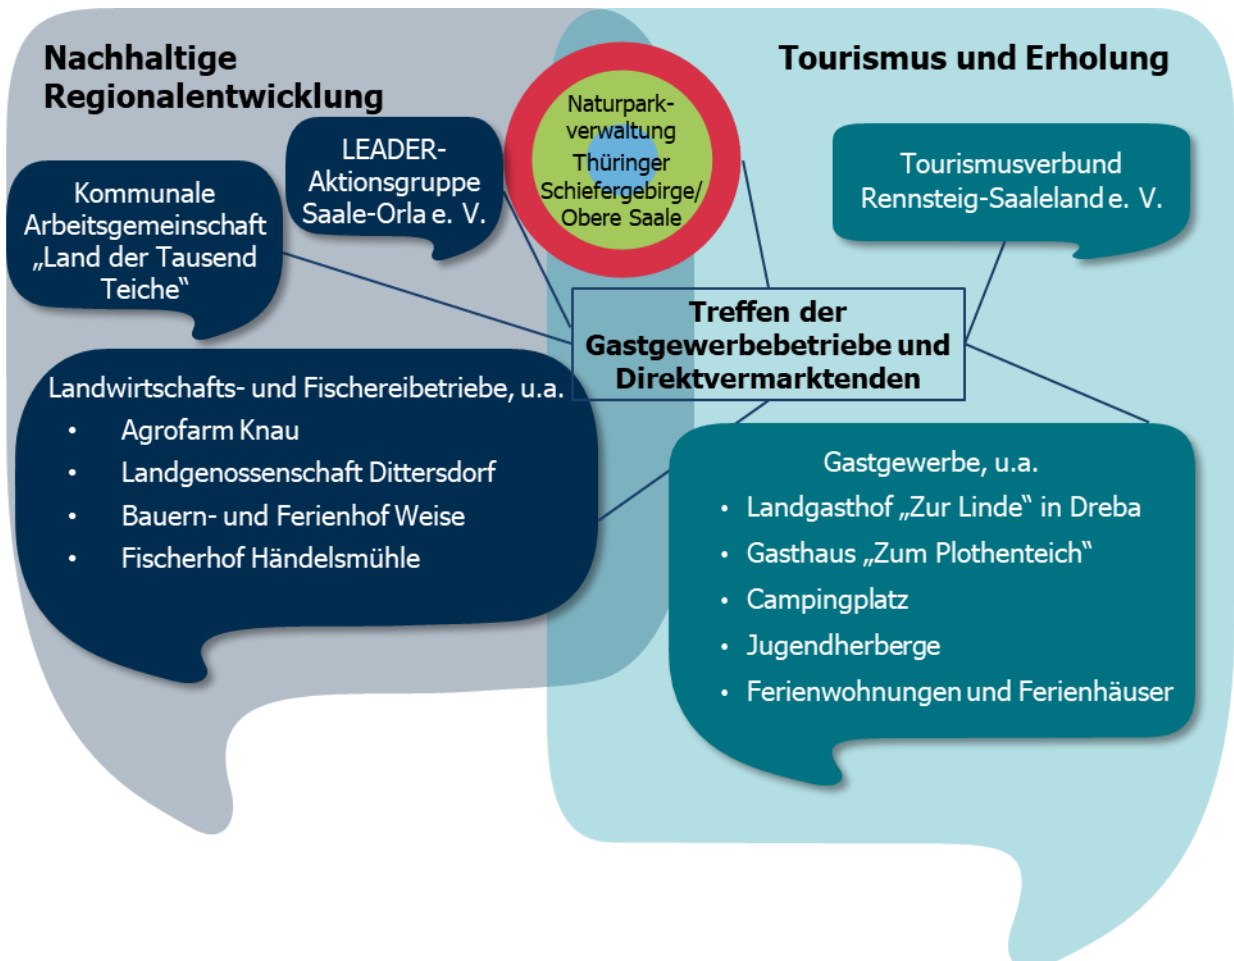 Nachhaltige
Regionalentwicklung
Tourismus und Erholung
Naturpark-
verwaltung
Thüringer
Schiefergebirge/
Obere Saale
LEADER-
Aktionsgruppe
Saale-Orla e. V.
Kommunale
Arbeitsgemeinschaft
„Land der Tausend
Teiche“
Tourismusverbund
Rennsteig-Saaleland e. V.
Treffen der
Gastgewerbebetriebe und
Direktvermarktenden
Landwirtschafts- und Fischereibetriebe, u.a.
• Agrofarm Knau
• Landgenossenschaft Dittersdorf
• Bauern- und Ferienhof Weise
• Fischerhof Händelsmühle
Gastgewerbe, u.a.
• Landgasthof „Zur Linde“ in Dreba
• Gasthaus „Zum Plothenteich“
• Campingplatz
• Jugendherberge
• Ferienwohnungen und Ferienhäuser